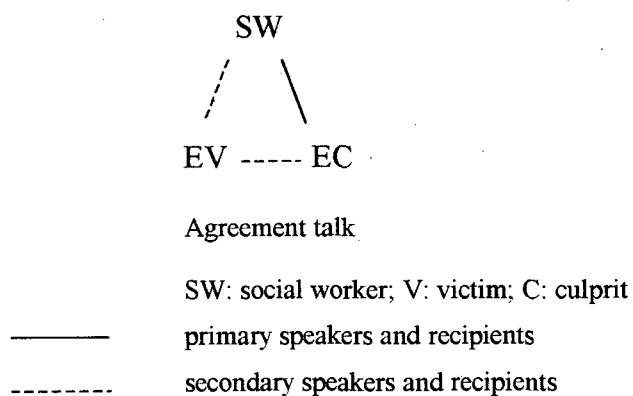 SW
EV ----- EC
Agreement talk
SW: social worker; V: victim; C: culprit
primary speakers and recipients
secondary speakers and recipients